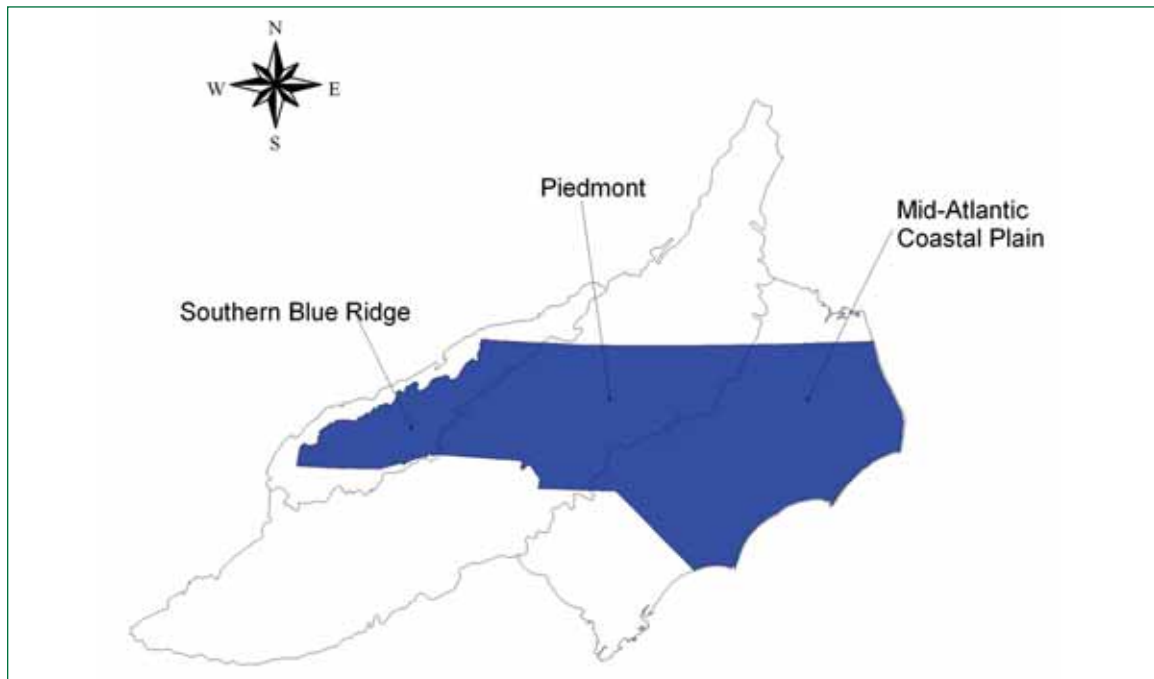 N
W E
S
Piedmont
Mid-Atlantic
Coastal Plain
Southern Blue Ridge